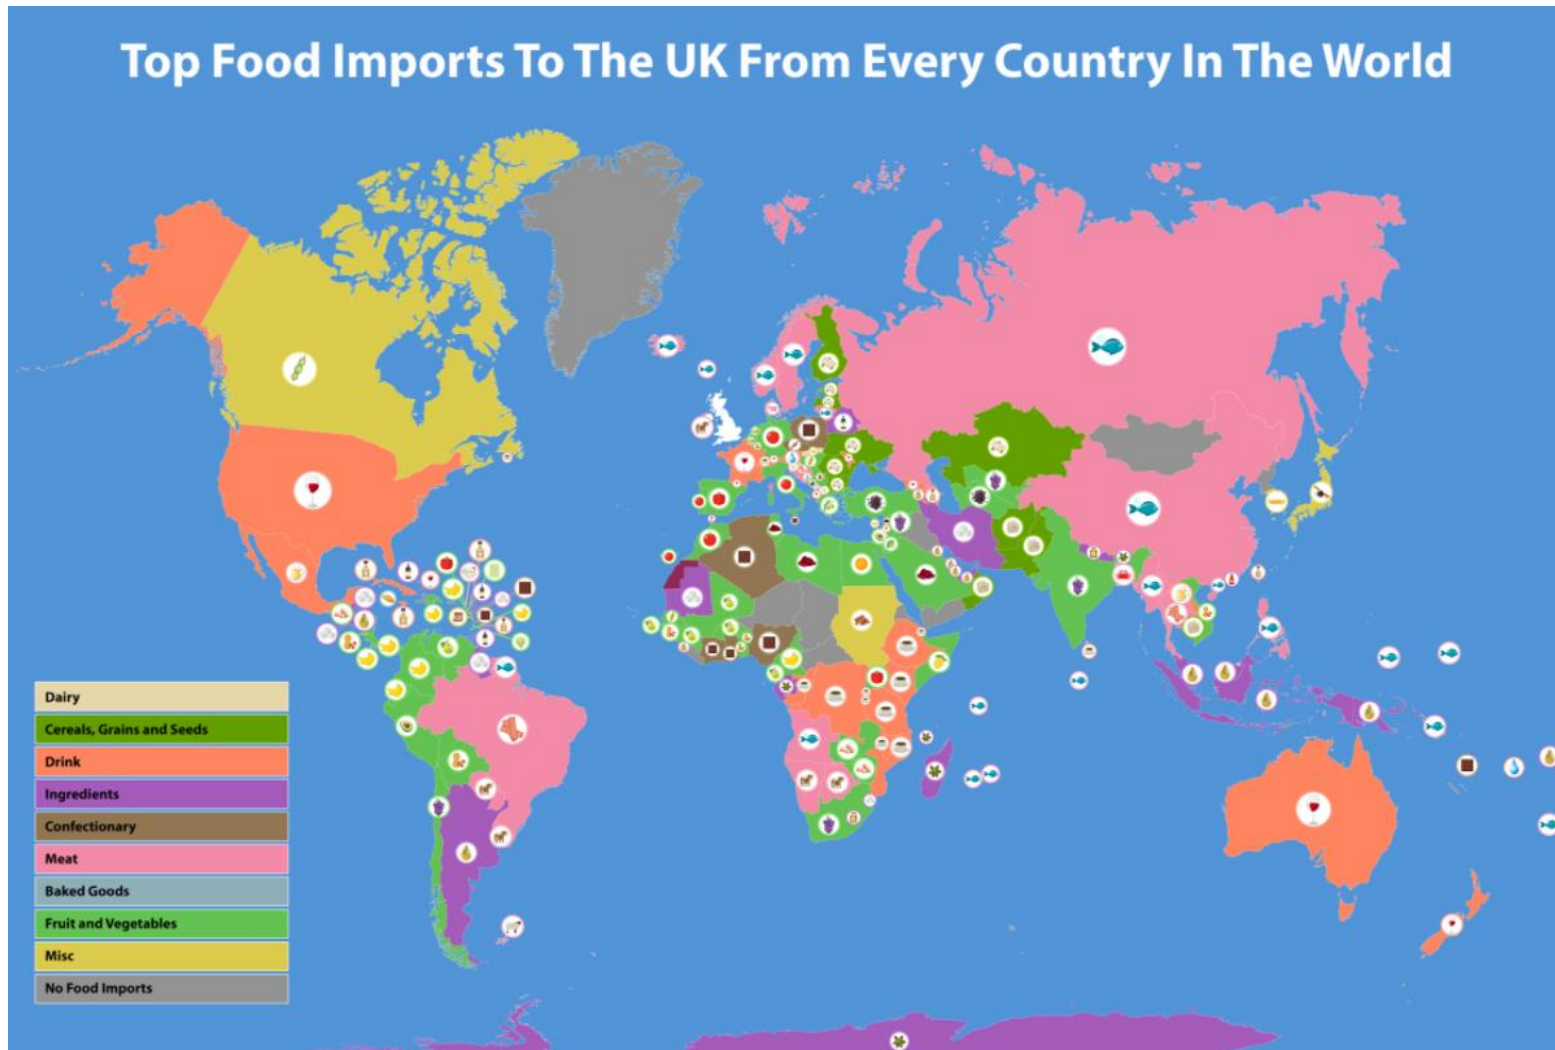 Top Food Imports To The UK From Every Country In The World
Dairy
Cereals, Grains and Seeds
Drink
Ingredients
Confectionary
Meat
Baked Goods
Fruit and Vegetables
Misc
No Food Imports